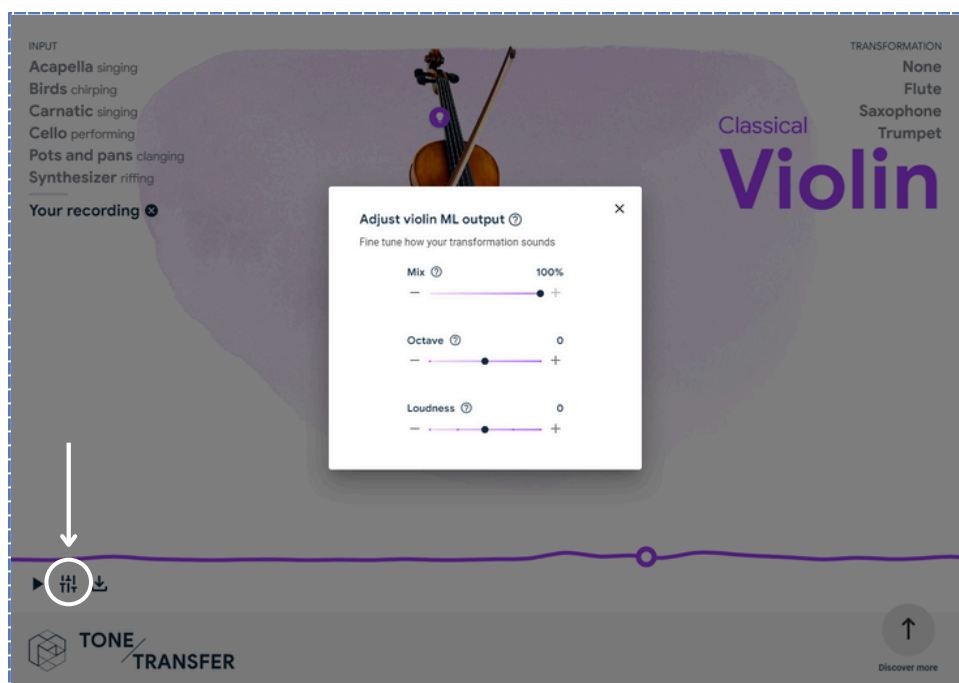 INPUT
Acapella singing
Birds chirping
Carnatic singing
Cello performing
Pots and pans clanging
Synthesizer riffing
Your recording
TRANSFORMATION
None
Flute
Saxophone
Trumpet
Classical
Violin
Adjust violin ML output
Fine tune how your transformation sounds
Mix 100%
Octave 0
Loudness 0
TONE
TRANSFER
Discover more